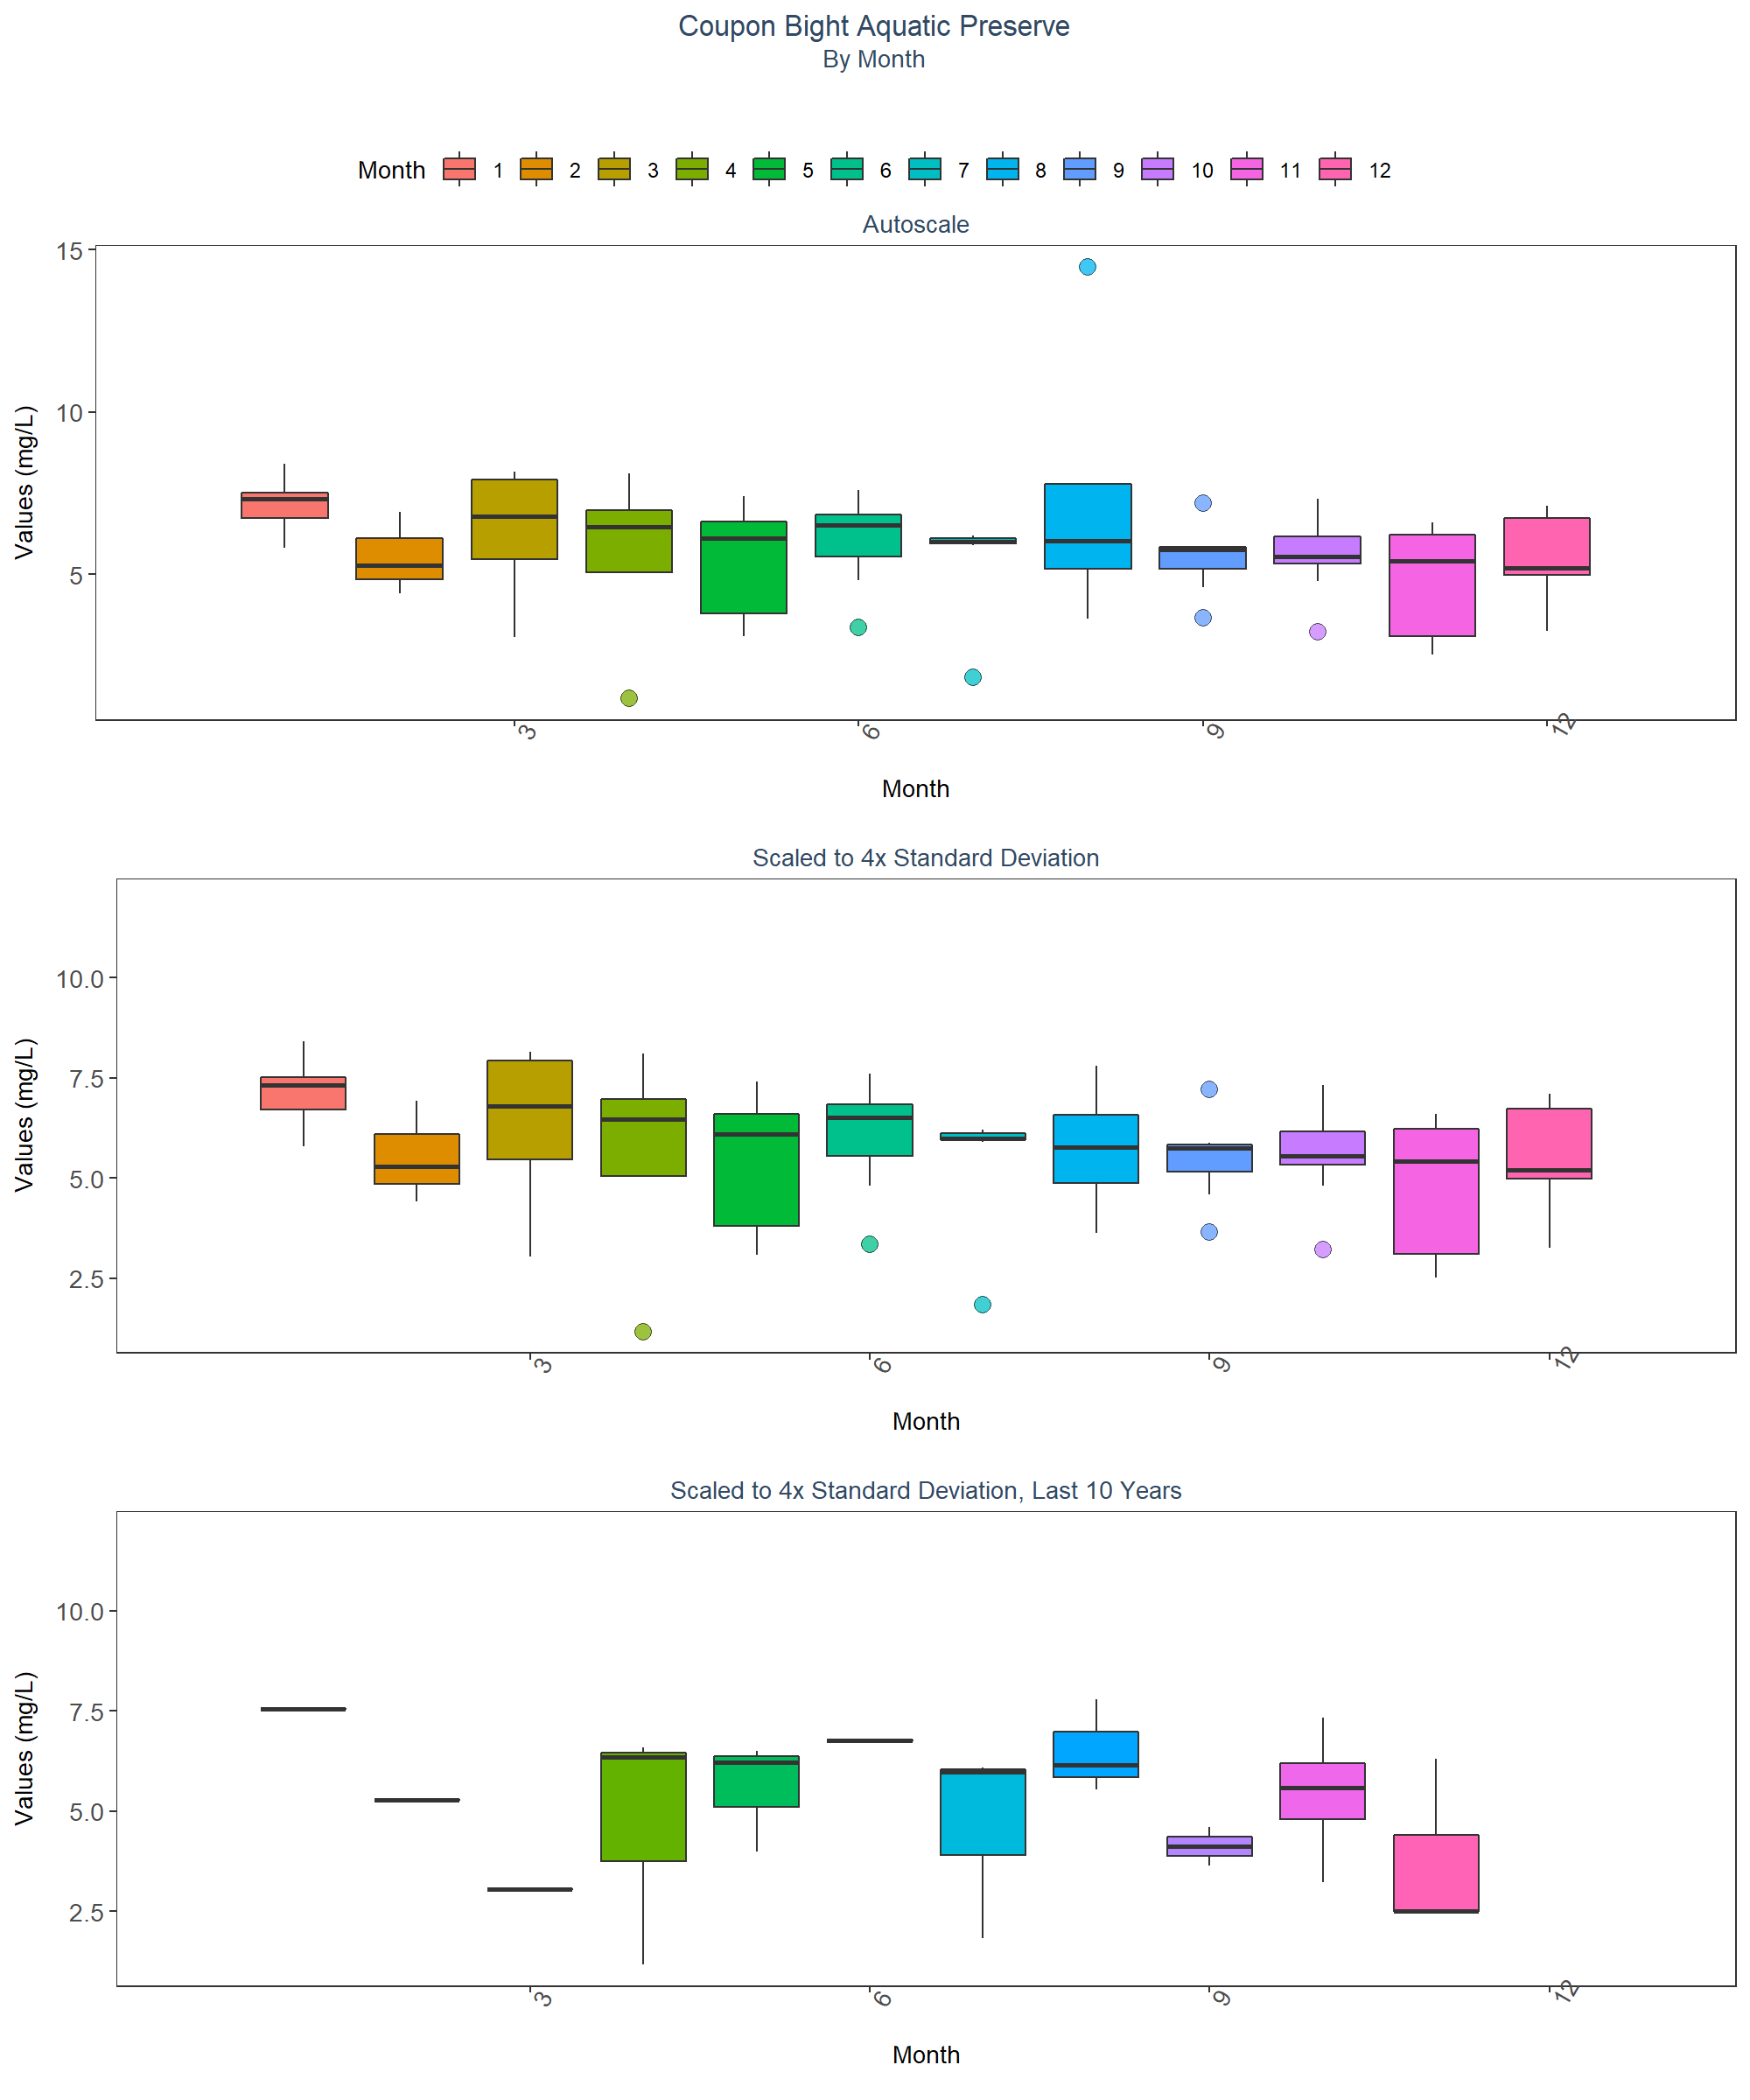 Coupon Bight Aquatic Preserve
By Month
Month 1 2 3 4 5 6 7 8 9 10 11 12
Autoscale
15
10
5
Values (mg/L)
3 6 9 12
Month
Scaled to 4x Standard Deviation
10.0
7.5
5.0
2.5
Values (mg/L)
3 6 9 12
Month
Scaled to 4x Standard Deviation, Last 10 Years
10.0
7.5
5.0
2.5
Values (mg/L)
3 6 9 12
Month